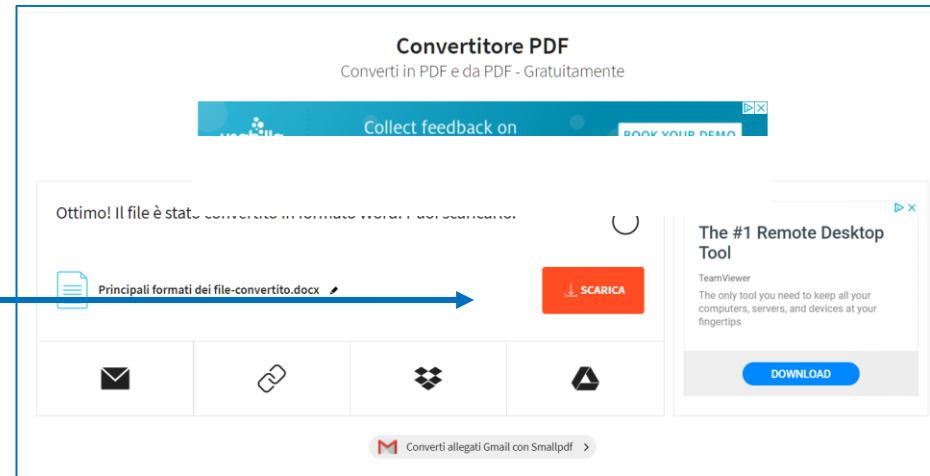 Convertitore PDF
Converti in PDF e da PDF - Gratuitamente
Collect feedback on
BOOK YOUR DEMO
Ottimo! Il file è stato convertito in formato Word. Puoi scaricarlo.
Principali formati dei file-convertito.docx
SCARICA
The #1 Remote Desktop
Tool
TeamViewer
The only tool you need to keep all your
computers, servers, and devices at your
fingertips
DOWNLOAD
Converti allegati Gmail con Smallpdf